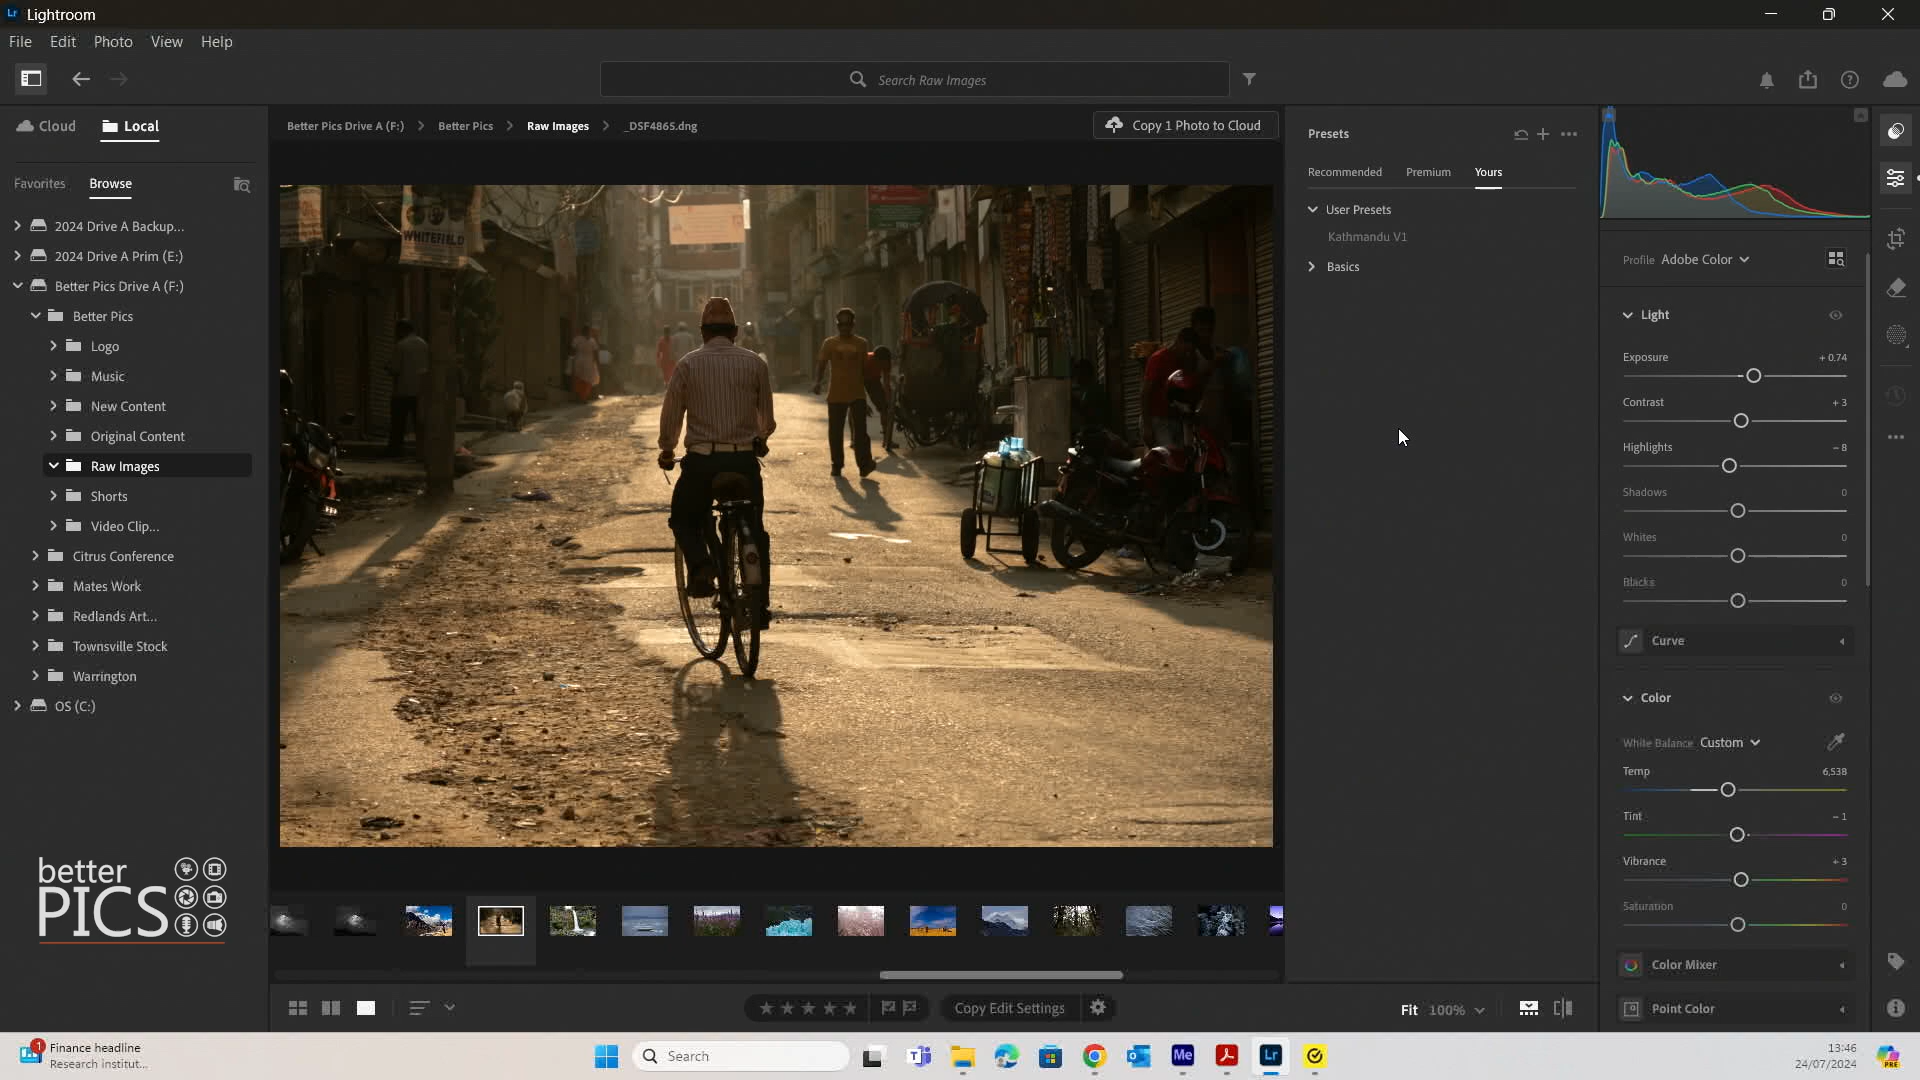 Lr Lightroom
File Edit Photo View Help
Search Raw Images
Cloud Local
Better Pics Drive A (F:) > Better Pics > Raw Images > _DSF4865.dng
Copy 1 Photo to Cloud
Favorites Browse
2024 Drive A Backup...
2024 Drive A Prim (E:)
Better Pics Drive A (F:)
Better Pics
Logo
Music
New Content
Original Content
Raw Images
Shorts
Video Clip...
Citrus Conference
Mates Work
Redlands Art...
Townsville Stock
Warrington
OS (C:)
better
PICS
WHITEFIELD
Presets
Recommended Premium Yours
User Presets
Kathmandu V1
Basics
Profile Adobe Color
Light
Exposure + 0.74
Contrast + 3
Highlights - 8
Shadows 0
Whites 0
Blacks 0
Curve
Color
White Balance Custom
Temp 6,538
Tint - 1
Vibrance + 3
Saturation 0
Color Mixer
Point Color
Copy Edit Settings
Fit 100%
1
Finance headline
Research institut...
Search
Me
Lr
13:46
24/07/2024
PRE